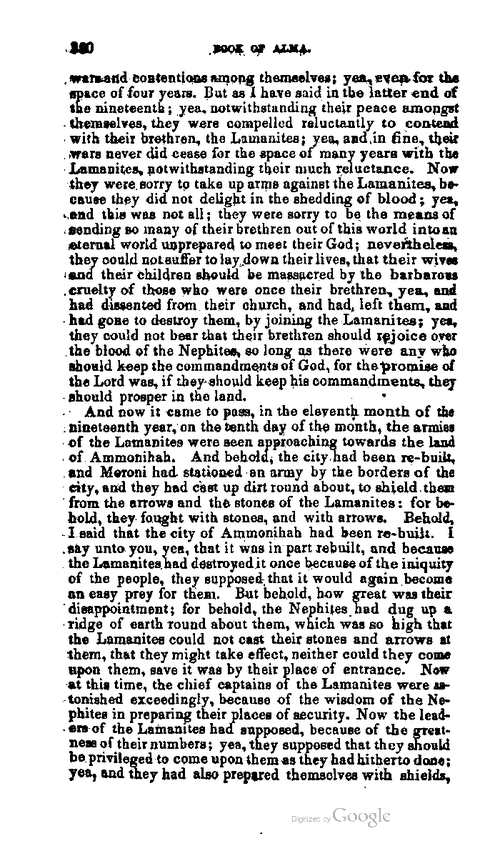 380 BOOK OF ALMA.
wars and contentions among themselves; yea, even for the
space of four years. But as I have said in the latter end of
the nineteenth; yea, notwithstanding their peace amongst
themselves, they were compelled reluctantly to contend
with their brethren, the Lamanites; yea, and in fine, their
wars never did cease for the space of many years with the
Lamanites, notwithstanding their much reluctance. Now
they were sorry to take up arms against the Lamanites, be-
cause they did not delight in the shedding of blood; yea,
and this was not all; they were sorry to be the means of
sending so many of their brethren out of this world into an
eternal world unprepared to meet their God; nevertheless,
they could not suffer to lay down their lives, that their wives
and their children should be massacred by the barbarous
cruelty of those who were once their brethren, yea, and
had dissented from their church, and had left them, and
had gone to destroy them, by joining the Lamanites; yea,
they could not bear that their brethren should rejoice over
the blood of the Nephites, so long as there were any who
should keep the commandments of God, for the promise of
the Lord was, if they should keep his commandments, they
should prosper in the land.
And now it came to pass, in the eleventh month of the
nineteenth year, on the tenth day of the month, the armies
of the Lamanites were seen approaching towards the land
of Ammonihah. And behold, the city had been re-built,
and Moroni had stationed an army by the borders of the
city, and they had cast up dirt round about, to shield them
from the arrows and the stones of the Lamanites: for be-
hold, they fought with stones, and with arrows. Behold,
I said that the city of Ammonihah had been re-built. I
say unto you, yea, that it was in part rebuilt, and because
the Lamanites had destroyed it once because of the iniquity
of the people, they supposed that it would again become
an easy prey for them. But behold, how great was their
disappointment; for behold, the Nephites had dug up a
ridge of earth round about them, which was so high that
the Lamanites could not cast their stones and arrows at
them, that they might take effect, neither could they come
upon them, save it was by their place of entrance. Now
at this time, the chief captains of the Lamanites were as-
tonished exceedingly, because of the wisdom of the Ne-
phites in preparing their places of security. Now the lead-
ers of the Lamanites had supposed, because of the great-
ness of their numbers; yea, they supposed that they should
be privileged to come upon them as they had hitherto done;
yea, and they had also prepared themselves with shields,
Digitized by Google